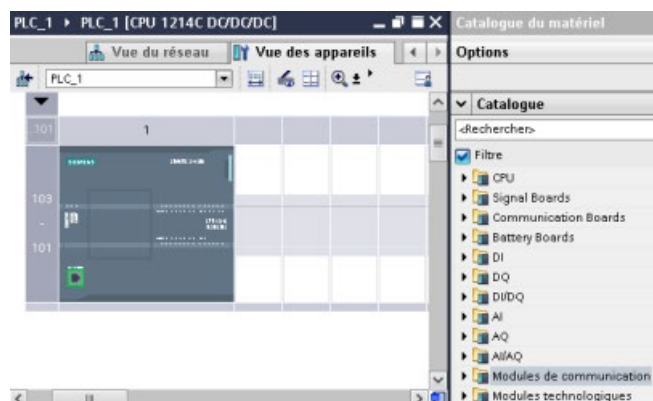 PLC_1 ▸ PLC_1 [CPU 1214C DC/DC/DC]
Vue du réseau
Vue des appareils
PLC_1
101
1
103
-
101
SIEMENS
Catalogue du matériel
Options
Catalogue
<Rechercher>
Filtre
CPU
Signal Boards
Communication Boards
Battery Boards
DI
DQ
DI/DQ
AI
AQ
AI/AQ
Modules de communication
Modules technologiques